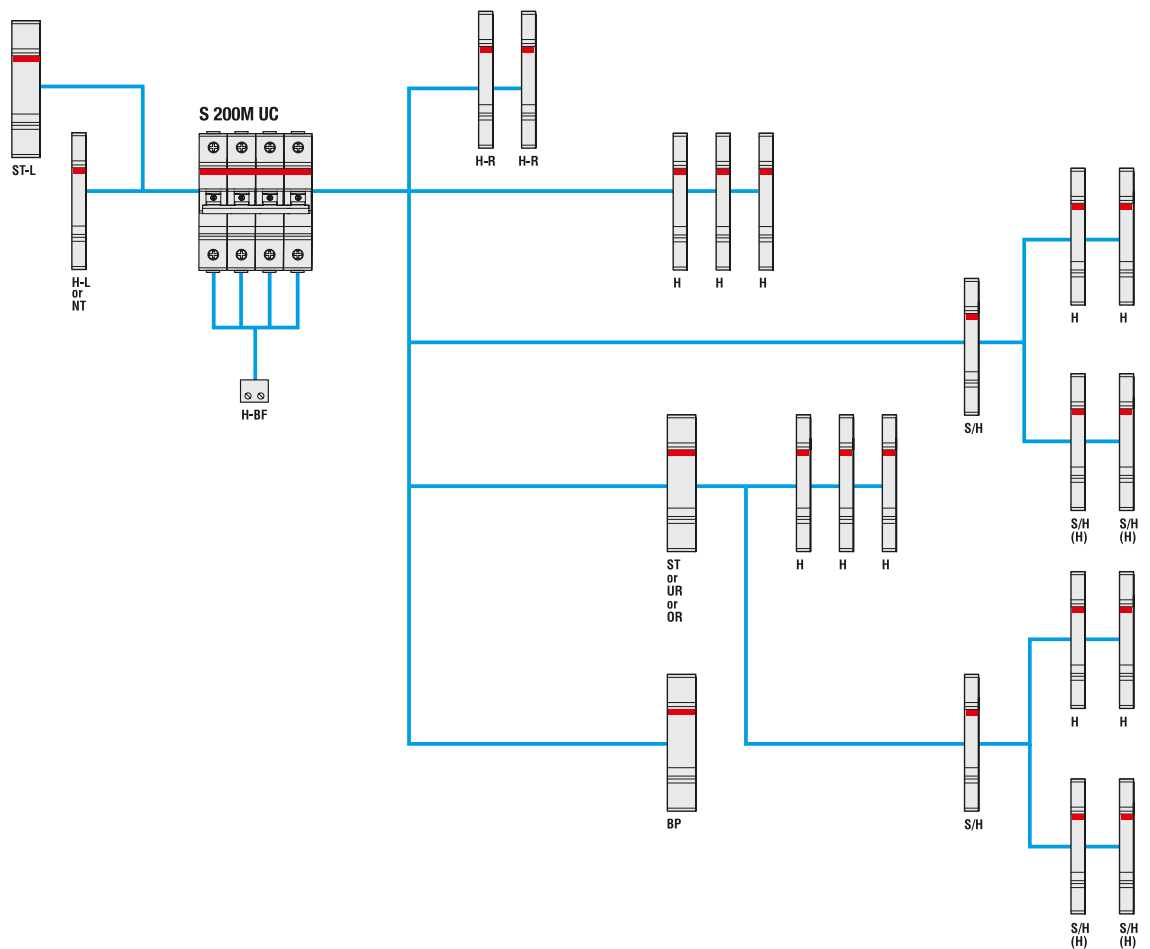 S 200M UC
ST-L
H-L
or
NT
H-BF
H-R
H-R
H
H
H
S/H
H
H
S/H
(H)
S/H
(H)
ST
or
UR
or
OR
H
H
H
BP
S/H
H
H
S/H
(H)
S/H
(H)